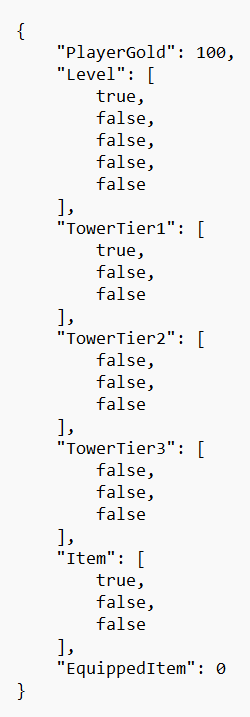 {
    "PlayerGold": 100,
    "Level": [
        true,
        false,
        false,
        false,
        false
    ],
    "TowerTier1": [
        true,
        false,
        false
    ],
    "TowerTier2": [
        false,
        false,
        false
    ],
    "TowerTier3": [
        false,
        false,
        false
    ],
    "Item": [
        true,
        false,
        false
    ],
    "EquippedItem": 0
}